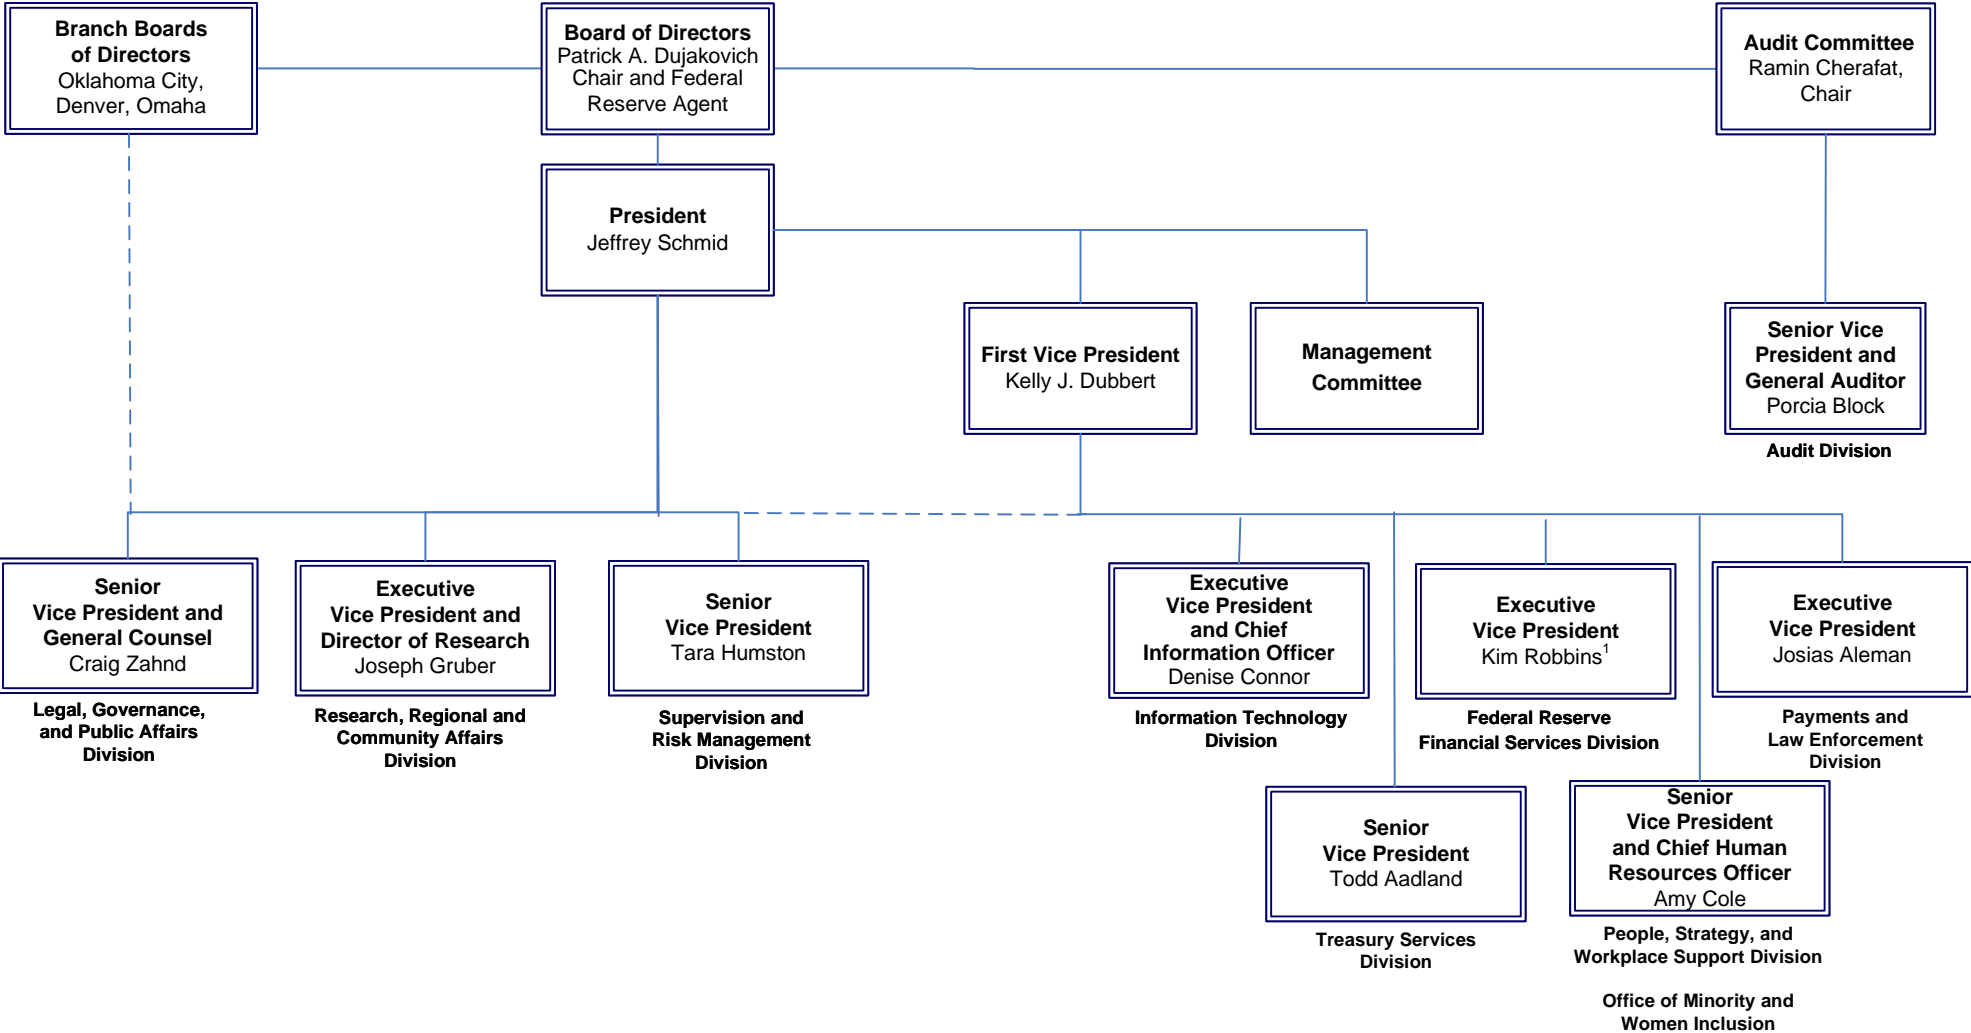 Branch Boards
of Directors
Oklahoma City,
Denver, Omaha
Board of Directors
Patrick A. Dujakovich
Chair and Federal
Reserve Agent
Audit Committee
Ramin Cherafat,
Chair
President
Jeffrey Schmid
First Vice President
Kelly J. Dubbert
Management
Committee
Senior Vice
President and
General Auditor
Porcia Block
Audit Division
Senior
Vice President and
General Counsel
Craig Zahnd
Legal, Governance,
and Public Affairs
Division
Executive
Vice President and
Director of Research
Joseph Gruber
Research, Regional and
Community Affairs
Division
Senior
Vice President
Tara Humston
Supervision and
Risk Management
Division
Executive
Vice President
and Chief
Information Officer
Denise Connor
Information Technology
Division
Executive
Vice President
Kim Robbins¹
Federal Reserve
Financial Services Division
Executive
Vice President
Josias Aleman
Payments and
Law Enforcement
Division
Senior
Vice President
Todd Aadland
Treasury Services
Division
Senior
Vice President
and Chief Human
Resources Officer
Amy Cole
People, Strategy, and
Workplace Support Division
Office of Minority and
Women Inclusion